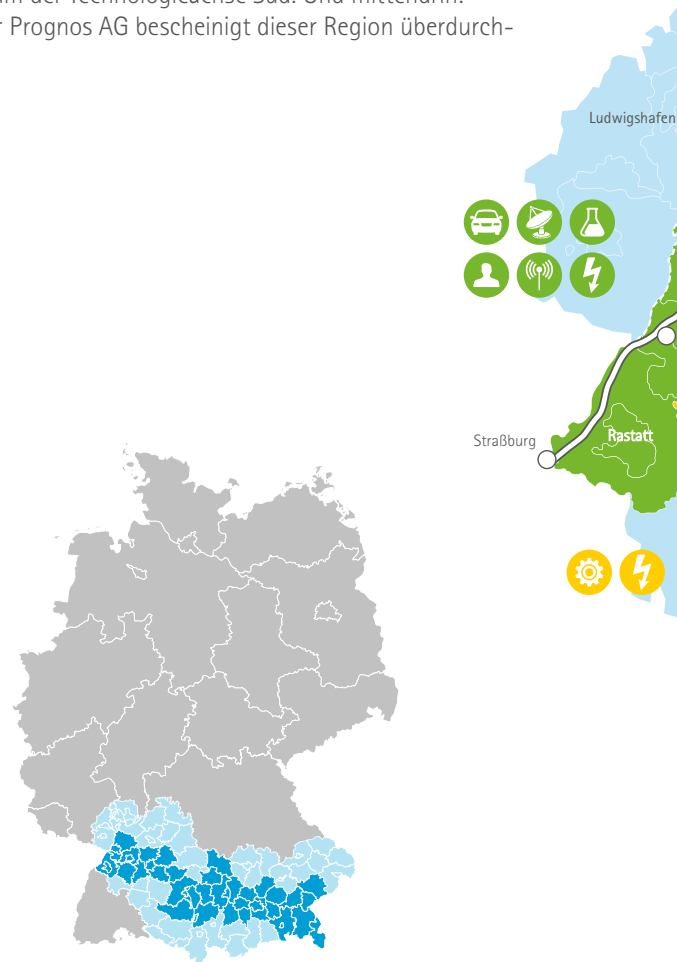 r Prognos AG bescheinigt dieser Region überdurch-
Ludwigshafen
Straßburg
Rastatt